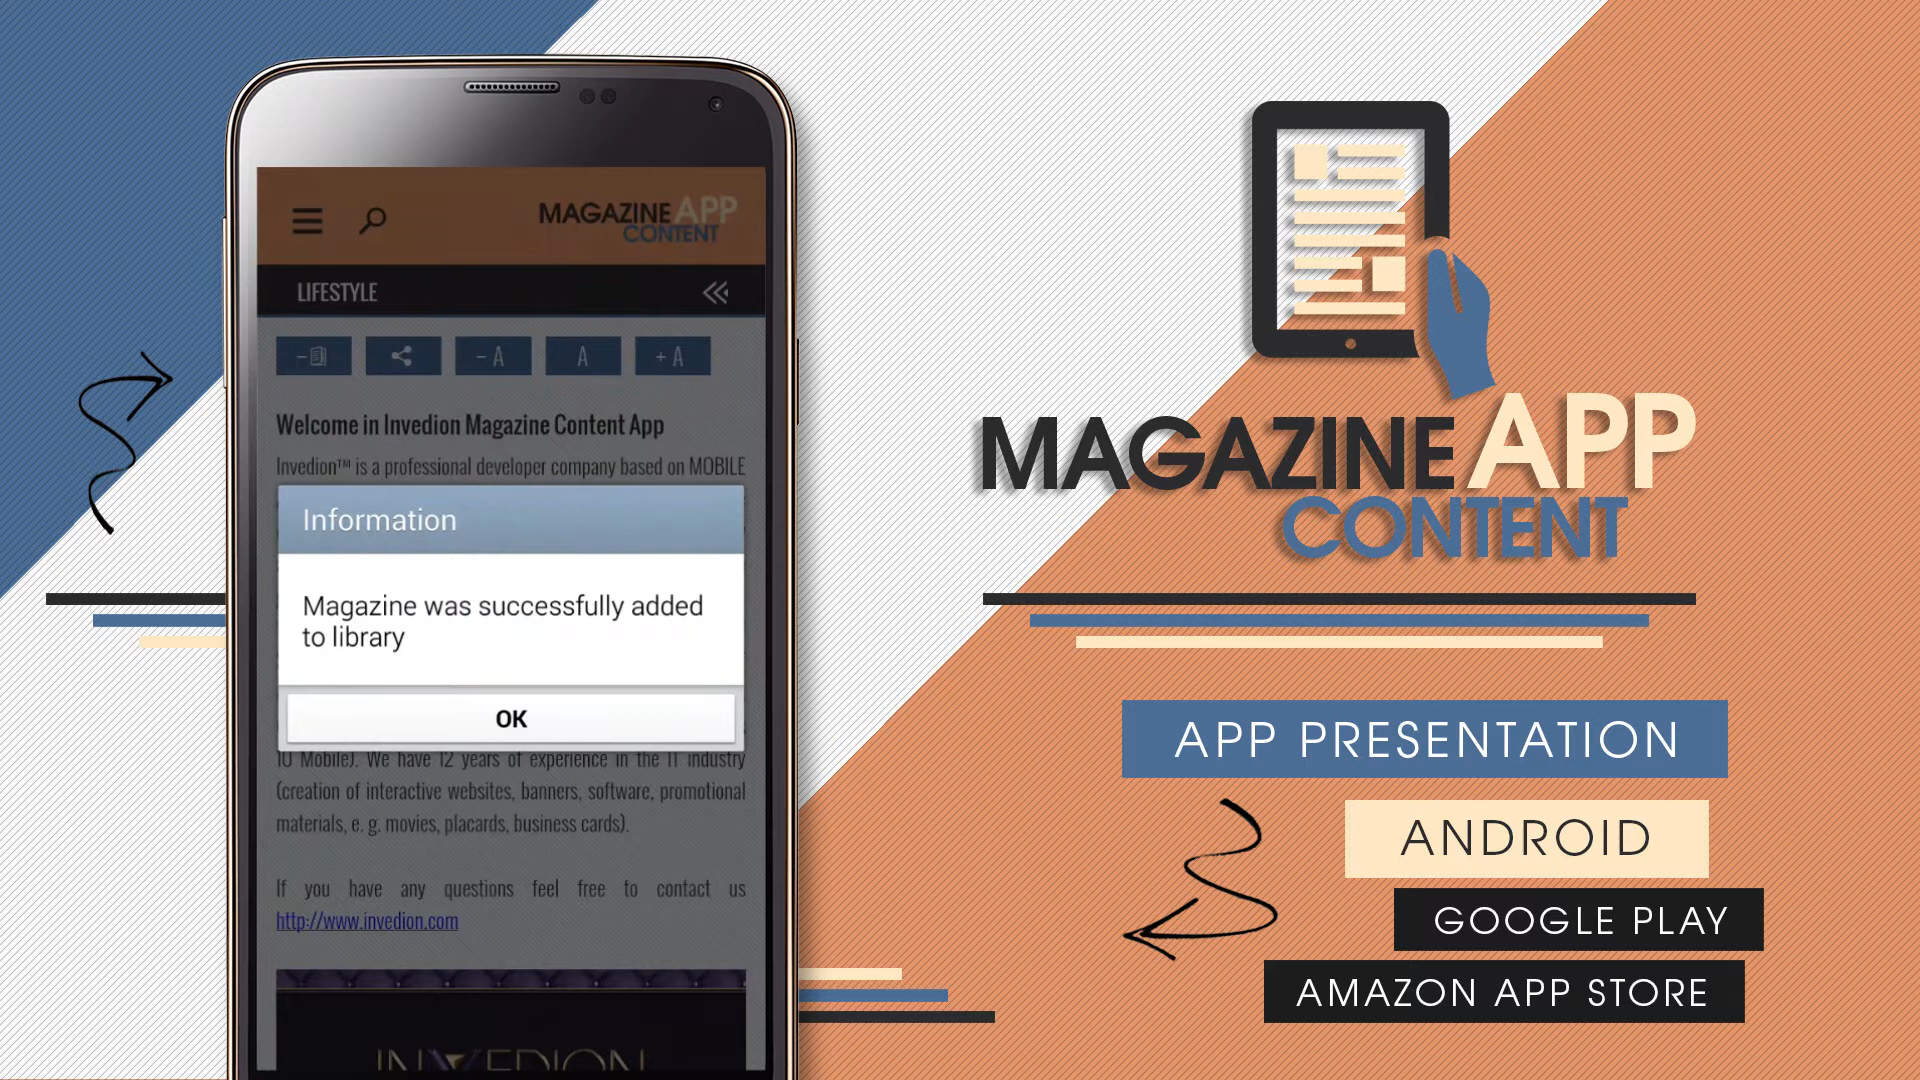 MAGAZINE APP
CONTENT
LIFESTYLE
- A
A
+ A
Welcome in Invedion Magazine Content App
Invedion™ is a professional developer company based on MOBILE
Information
Magazine was successfully added
to library
OK
10 Mobile). We have 12 years of experience in the IT industry
(creation of interactive websites, banners, software, promotional
materials, e. g. movies, placards, business cards).
If you have any questions feel free to contact us
http://www.invedion.com
INVEDION
MAGAZINE APP
CONTENT
APP PRESENTATION
ANDROID
GOOGLE PLAY
AMAZON APP STORE